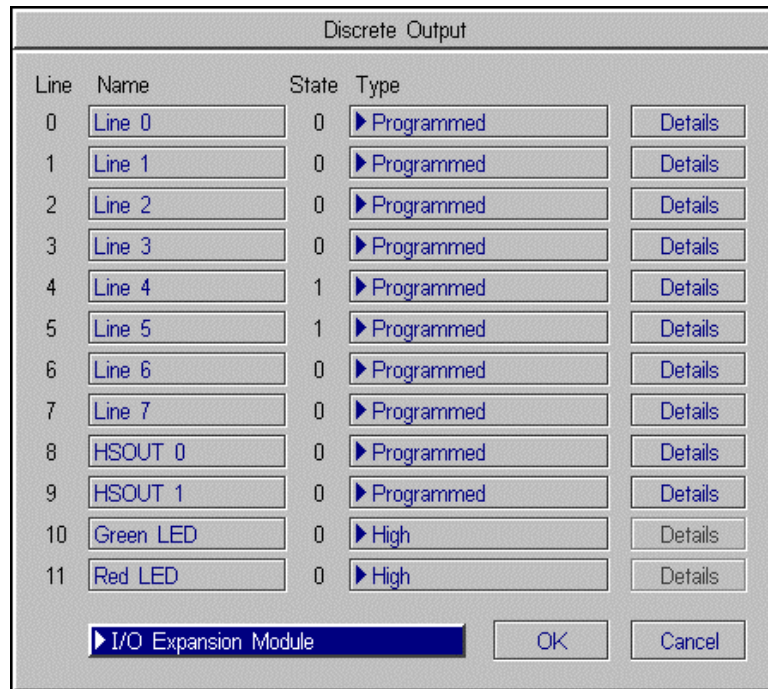 Discrete Output
Line Name State Type
0 Line 0 0 Programmed Details
1 Line 1 0 Programmed Details
2 Line 2 0 Programmed Details
3 Line 3 0 Programmed Details
4 Line 4 1 Programmed Details
5 Line 5 1 Programmed Details
6 Line 6 0 Programmed Details
7 Line 7 0 Programmed Details
8 HSOUT 0 0 Programmed Details
9 HSOUT 1 0 Programmed Details
10 Green LED 0 High Details
11 Red LED 0 High Details
I/O Expansion Module OK Cancel